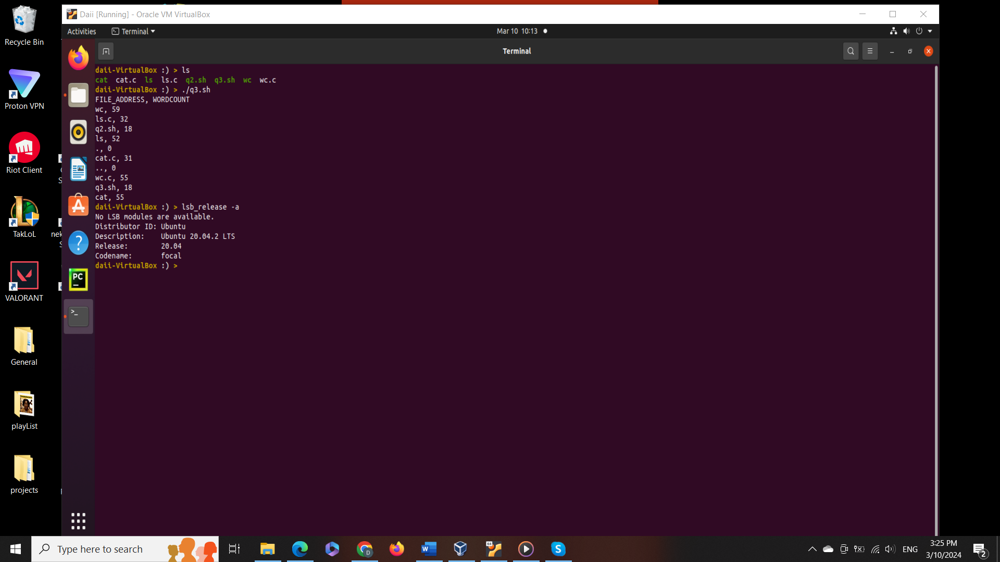 Daii [Running] - Oracle VM VirtualBox
Activities
Terminal
Mar 10 10:13
Terminal
daii-VirtualBox :) > ls
cat cat.c ls ls.c q2.sh q3.sh wc wc.c
daii-VirtualBox :) > ./q3.sh
FILE_ADDRESS, WORDCOUNT
wc, 59
ls.c, 32
q2.sh, 18
ls, 52
., 0
cat.c, 31
.., 0
wc.c, 55
q3.sh, 18
cat, 55
daii-VirtualBox :) > lsb_release -a
No LSB modules are available.
Distributor ID: Ubuntu
Description:    Ubuntu 20.04.2 LTS
Release:        20.04
Codename:       focal
daii-VirtualBox :) >
Recycle Bin
Proton VPN
Riot Client
TakLoL
nek
VALORANT
General
playList
projects
PC
>_
Type here to search
D
W
64
S
ENG
3:25 PM
3/10/2024
2